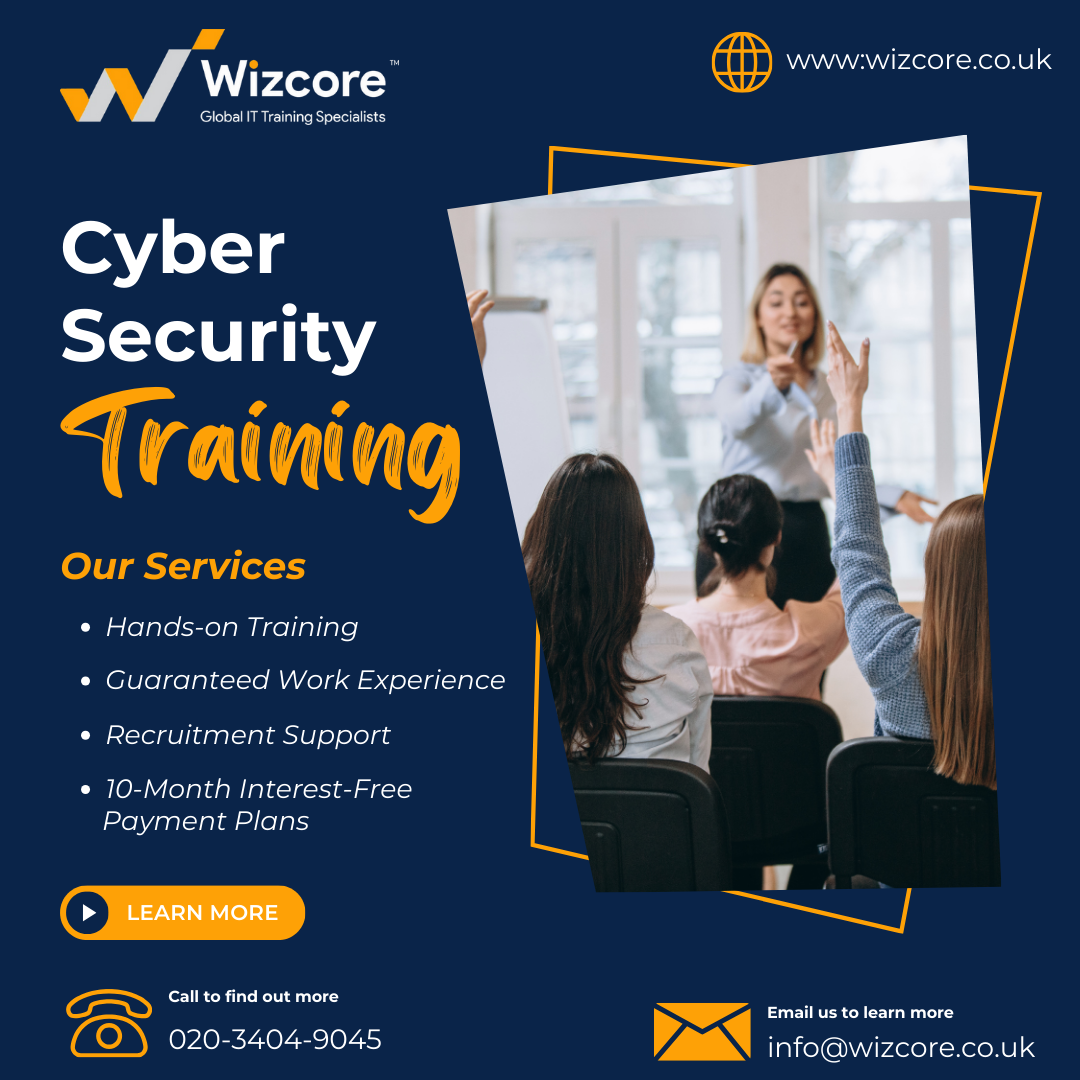 Wizcore™
Global IT Training Specialists
www:wizcore.co.uk
Cyber
Security
Training
Our Services
• Hands-on Training
• Guaranteed Work Experience
• Recruitment Support
• 10-Month Interest-Free
Payment Plans
LEARN MORE
Call to find out more
020-3404-9045
Email us to learn more
info@wizcore.co.uk